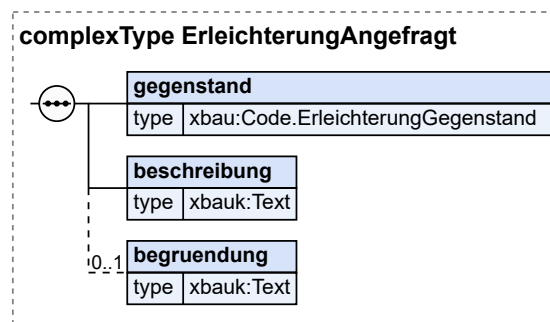 complexType ErleichterungAngefragt
gegenstand
type xbau:Code.ErleichterungGegenstand
beschreibung
type xbauk:Text
0..1
begruendung
type xbauk:Text